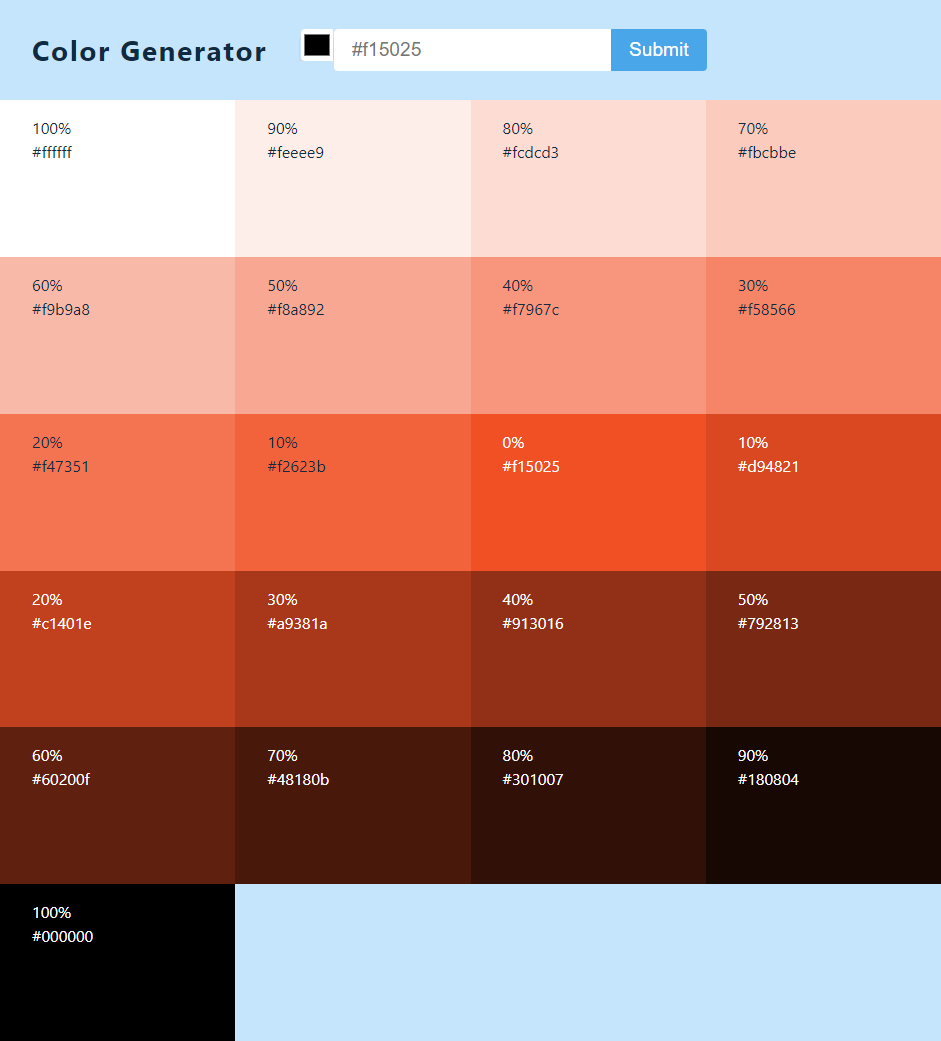 Color Generator
#f15025
Submit
100%
#ffffff
90%
#feeee9
80%
#fcdcd3
70%
#fbcbbe
60%
#f9b9a8
50%
#f8a892
40%
#f7967c
30%
#f58566
20%
#f47351
10%
#f2623b
0%
#f15025
10%
#d94821
20%
#c1401e
30%
#a9381a
40%
#913016
50%
#792813
60%
#60200f
70%
#48180b
80%
#301007
90%
#180804
100%
#000000